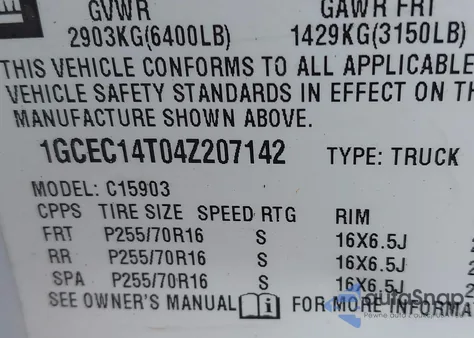 GVWR GAWR FRT
2903KG(6400LB) 1429KG(3150LB)
THIS VEHICLE CONFORMS TO ALL APPLICABLE
VEHICLE SAFETY STANDARDS IN EFFECT ON
MANUFACTURE SHOWN ABOVE.
1GCEC14T04Z207142 TYPE: TRUCK
MODEL: C15903
CPPS TIRE SIZE SPEED RTG RIM
FRT P255/70R16 S 16X6.5J
RR P255/70R16 S 16X6.5J
SPA P255/70R16 S 16X6.5J
SEE OWNER'S MANUAL i FOR MORE INFORMA
autoSnap